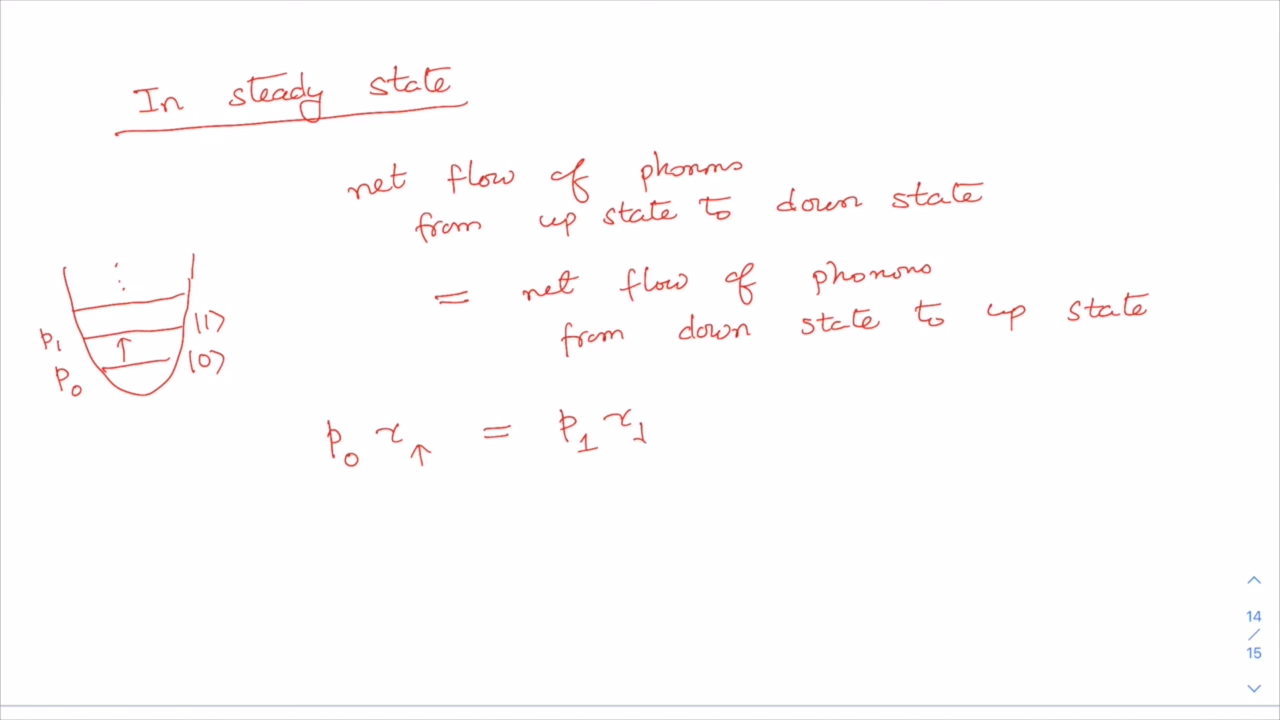 In steady state
net flow of phonons
from up state to down state
= net flow of phonons
from down state to up state
⋮
p₁ |1>
↑
p₀ |0>
p₀ r↑ = p₁ r↓
14
/
15